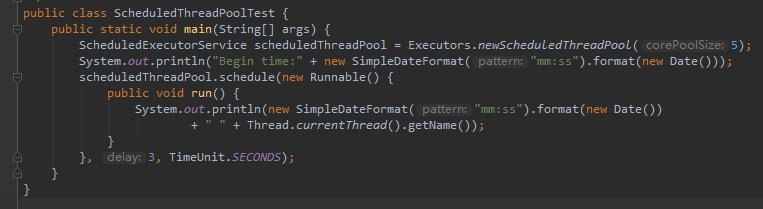 public class ScheduledThreadPoolTest {
    public static void main(String[] args) {
        ScheduledExecutorService scheduledThreadPool = Executors.newScheduledThreadPool( corePoolSize: 5);
        System.out.println("Begin time:" + new SimpleDateFormat( pattern: "mm:ss").format(new Date()));
        scheduledThreadPool.schedule(new Runnable() {
            public void run() {
                System.out.println(new SimpleDateFormat( pattern: "mm:ss").format(new Date())
                        + " " + Thread.currentThread().getName());
            }
        }, delay: 3, TimeUnit.SECONDS);
    }
}